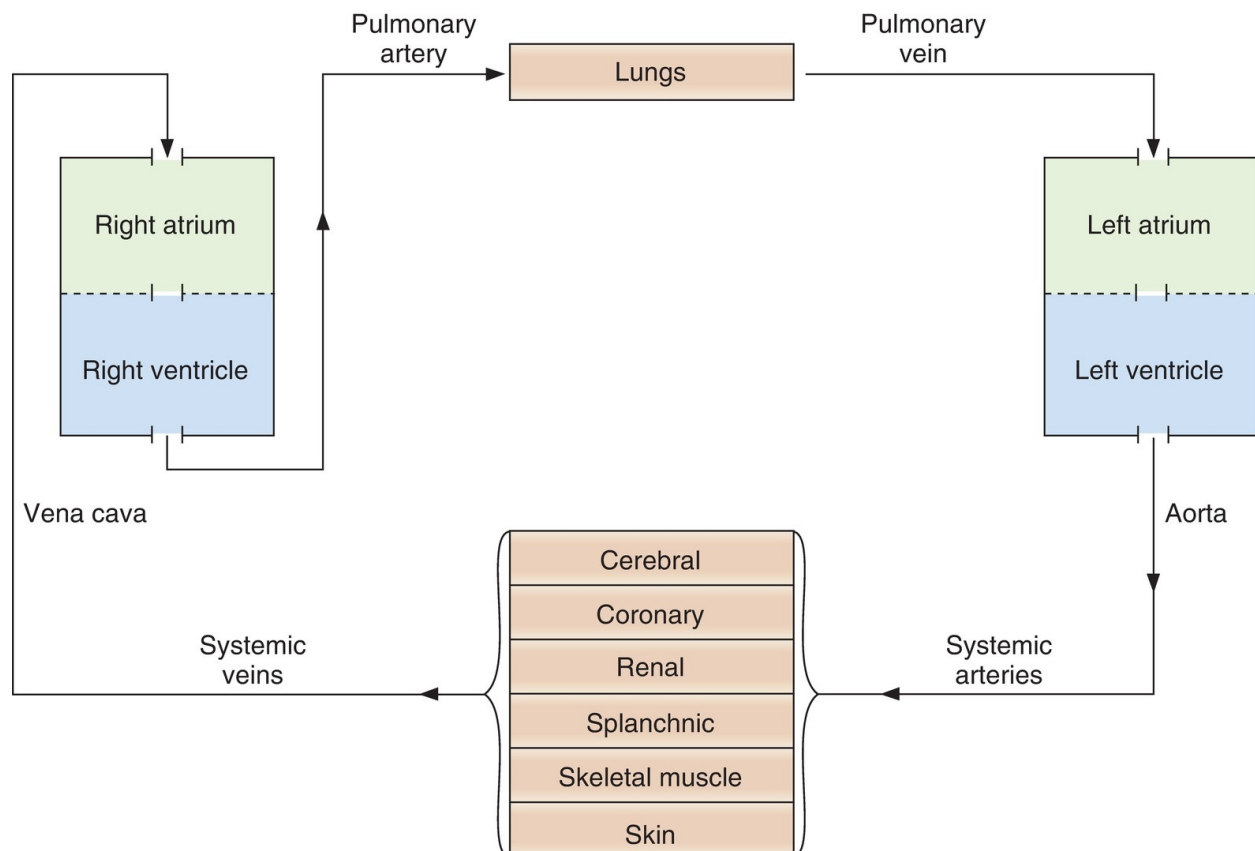 Pulmonary
artery
Lungs
Pulmonary
vein
Right atrium
Left atrium
Right ventricle
Left ventricle
Vena cava
Aorta
Cerebral
Coronary
Renal
Splanchnic
Skeletal muscle
Skin
Systemic
veins
Systemic
arteries